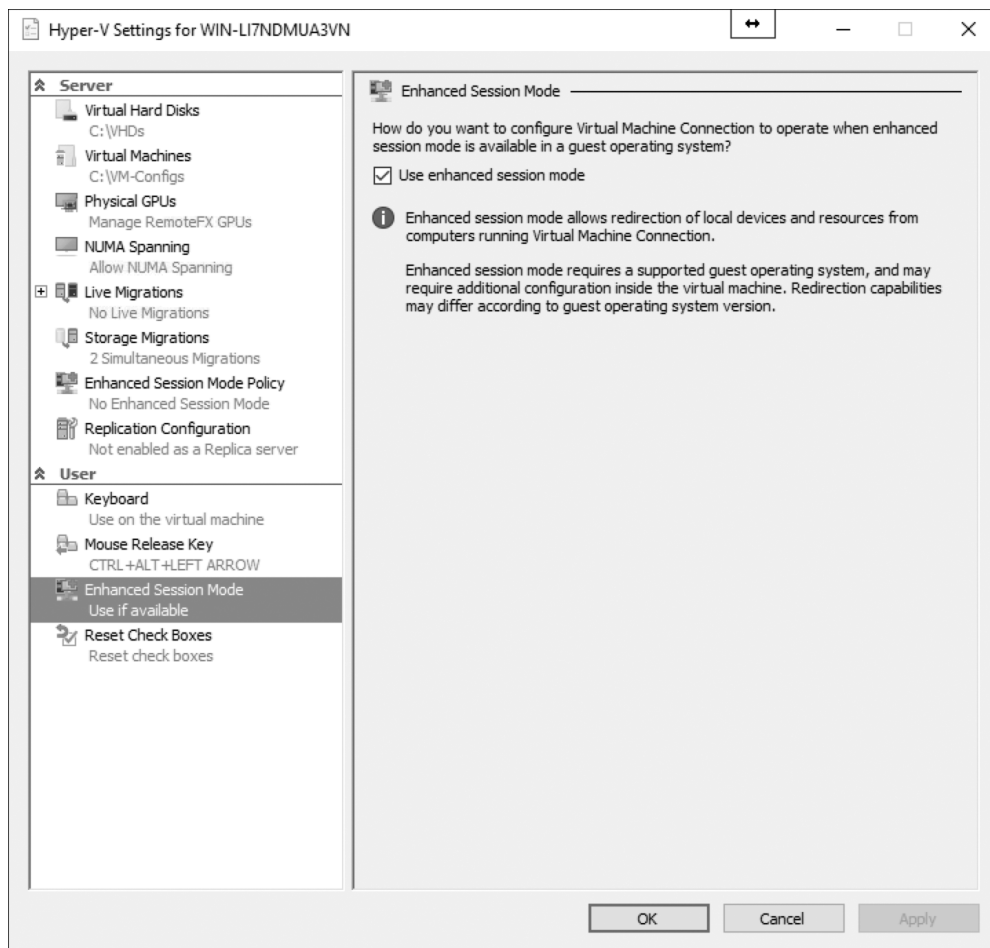 Hyper-V Settings for WIN-LI7NDMUA3VN
Server
Virtual Hard Disks
C:\VHDs
Virtual Machines
C:\VM-Configs
Physical GPUs
Manage RemoteFX GPUs
NUMA Spanning
Allow NUMA Spanning
Live Migrations
No Live Migrations
Storage Migrations
2 Simultaneous Migrations
Enhanced Session Mode Policy
No Enhanced Session Mode
Replication Configuration
Not enabled as a Replica server
User
Keyboard
Use on the virtual machine
Mouse Release Key
CTRL+ALT+LEFT ARROW
Enhanced Session Mode
Use if available
Reset Check Boxes
Reset check boxes
Enhanced Session Mode
How do you want to configure Virtual Machine Connection to operate when enhanced
session mode is available in a guest operating system?
Use enhanced session mode
Enhanced session mode allows redirection of local devices and resources from
computers running Virtual Machine Connection.
Enhanced session mode requires a supported guest operating system, and may
require additional configuration inside the virtual machine. Redirection capabilities
may differ according to guest operating system version.
OK
Cancel
Apply